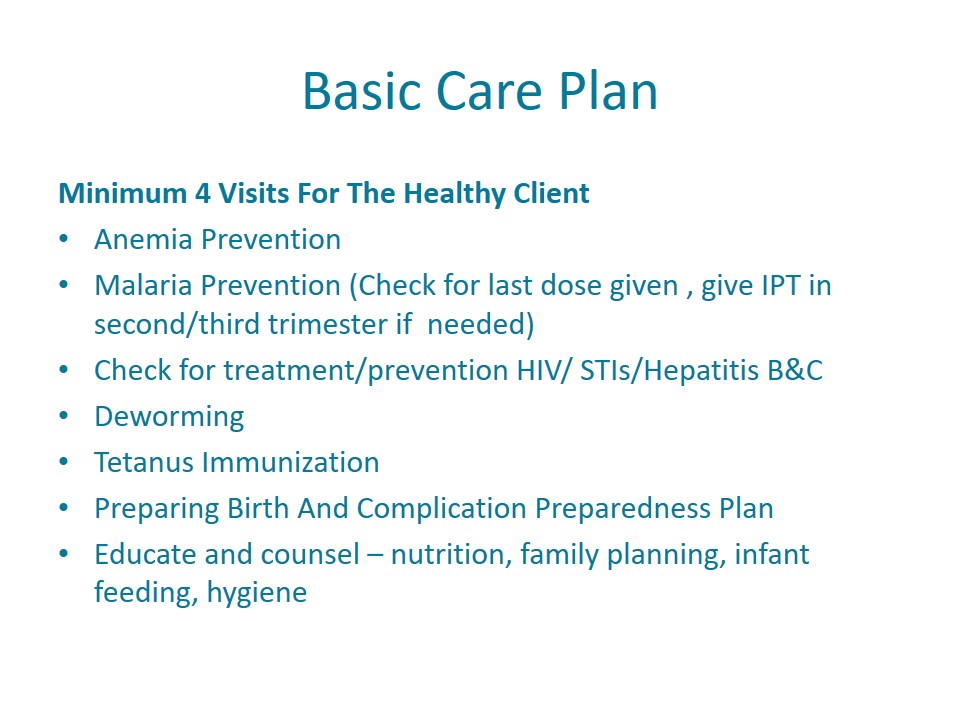 Basic Care Plan
Minimum 4 Visits For The Healthy Client
• Anemia Prevention
• Malaria Prevention (Check for last dose given , give IPT in
second/third trimester if  needed)
• Check for treatment/prevention HIV/ STIs/Hepatitis B&C
• Deworming
• Tetanus Immunization
• Preparing Birth And Complication Preparedness Plan
• Educate and counsel – nutrition, family planning, infant
feeding, hygiene